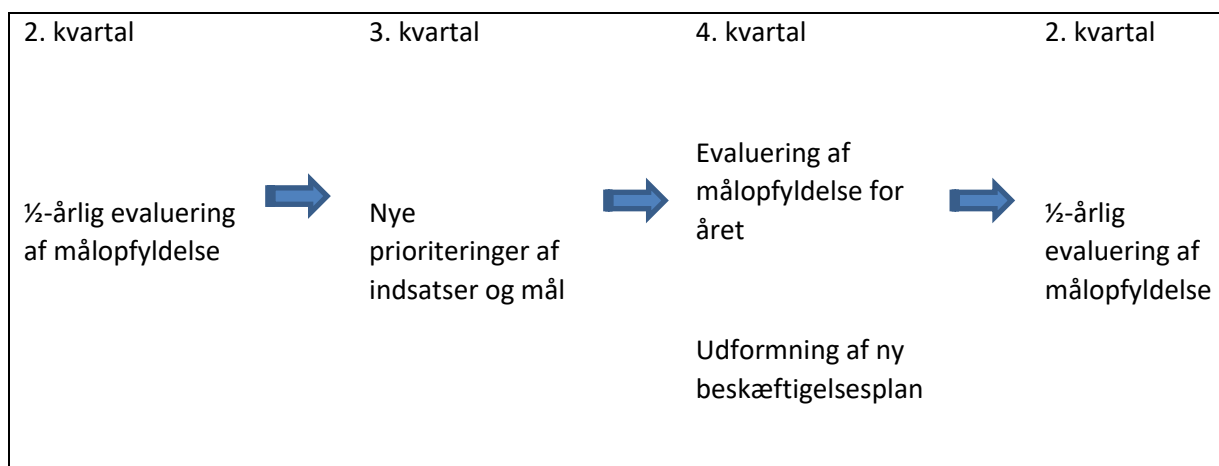 2. kvartal
½-årlig evaluering
af målopfyldelse
3. kvartal
Nye
prioriteringer af
indsatser og mål
4. kvartal
Evaluering af
målopfyldelse for
året
Udformning af ny
beskæftigelsesplan
2. kvartal
½-årlig
evaluering af
målopfyldelse